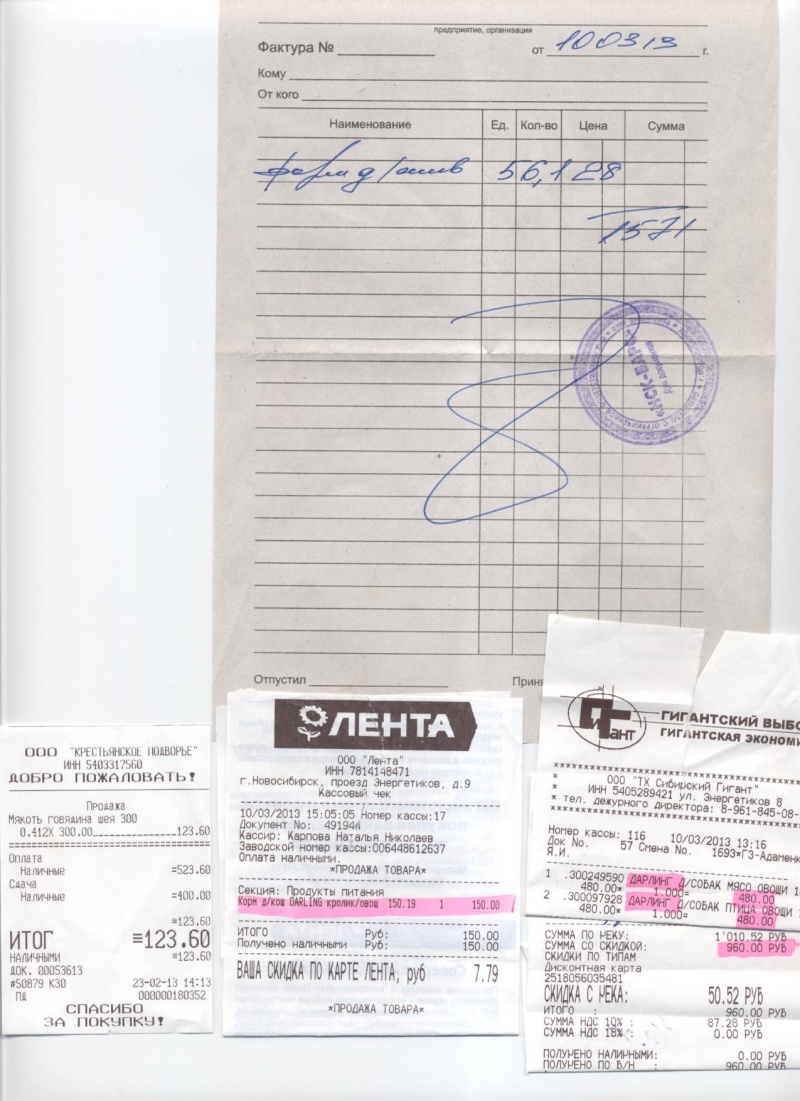 предприятие, организация
Фактура № от 100313 г.
Кому
От кого
Наименование Ед. Кол-во Цена Сумма
56,1 28
1571
Отпустил Приня
ООО "КРЕСТЬЯНСКОЕ ПОДВОРЬЕ"
ИНН 5403317560
ДОБРО ПОЖАЛОВАТЬ!
Продажа
Мякоть говядина шея 300
0.412X 300.00 123.60
Оплата
Наличные =523.60
Сдача
Наличные =400.00
=123.60
ИТОГ =123.60
НАЛИЧНЫМИ =123.60
ДОК. 00053613
#50879 К30 23-02-13 14:13
ПД 000000180352
СПАСИБО
ЗА ПОКУПКУ!
ЛЕНТА
ООО "Лента"
ИНН 7814148471
г.Новосибирск, проезд Энергетиков, д.9
Кассовый чек
10/03/2013 15:05:05 Номер кассы:17
Документ No: 49194и
Кассир: Карпова Наталья Николаев
Заводской номер кассы:006448612637
Оплата наличными.
*ПРОДАЖА ТОВАРА*
Секция: Продукты питания
Корм д/кош DARLING кролик/овощ 150.19 1 150.00
ИТОГО Руб: 150.00
Получено наличными Руб: 150.00
ВАША СКИДКА ПО КАРТЕ ЛЕНТА, руб 7.79
*ПРОДАЖА ТОВАРА*
ГИГАНТ
ГИГАНТСКИЙ ВЫБО
ГИГАНТСКАЯ ЭКОНОМИ
* ООО "ТХ Сибирский Гигант"
* ИНН 5405289421 ул. Энергетиков 8
* тел. дежурного директора: 8-961-845-08-
Номер кассы: 116 10/03/2013 13:16
Док No. 57 Смена No. 1693*ГЗ-Адаменк
Я.И.
1 .300249590 ДАРЛИНГ Д/СОБАК МЯСО ОВОЩИ 1
480.00* 1.000= 480.00
2 .300097928 ДАРЛИНГ Д/СОБАК ПТИЦА ОВОЩИ
480.00* 1.000= 480.00
СУММА ПО ЧЕКУ: 1'010.52 РУБ
СУММА СО СКИДКОЙ: 960.00 РУБ
СКИДКИ ПО ТИПАМ
Дисконтная карта
2518056035481
СКИДКА С ЧЕКА: 50.52 РУБ
ИТОГО : 960.00 РУБ
СУММА НДС 10% : 87.28 РУБ
СУММА НДС 18% : 0.00 РУБ
ПОЛУЧЕНО НАЛИЧНЫМИ: 0.00 РУБ
ПОЛУЧЕНО ПО Б/Н : 960.00 РУБ